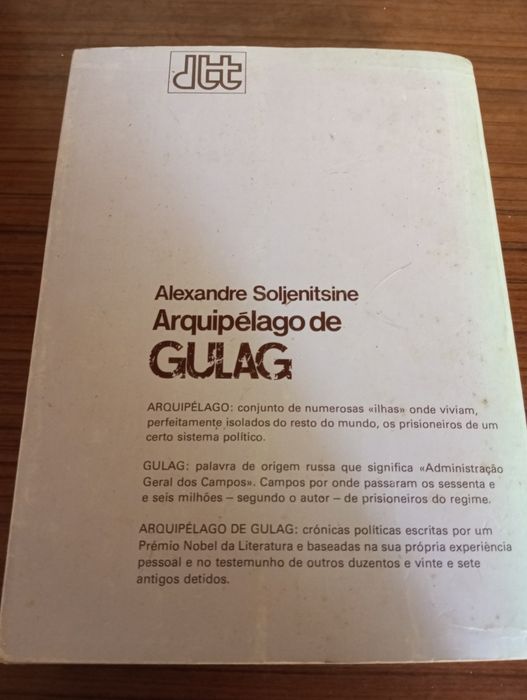 dtt
Alexandre Soljenitsine
Arquipélago de
GULAG
ARQUIPÉLAGO: conjunto de numerosas «ilhas» onde viviam,
perfeitamente isolados do resto do mundo, os prisioneiros de um
certo sistema político.
GULAG: palavra de origem russa que significa «Administração
Geral dos Campos». Campos por onde passaram os sessenta e
e seis milhões – segundo o autor – de prisioneiros do regime.
ARQUIPÉLAGO DE GULAG: crónicas políticas escritas por um
Prémio Nobel da Literatura e baseadas na sua própria experiência
pessoal e no testemunho de outros duzentos e vinte e sete
antigos detidos.